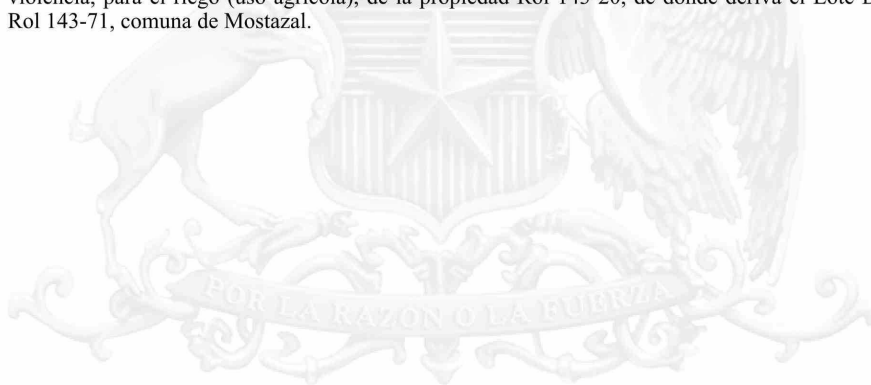 violencia, para el riego (uso agrícola), de la propiedad Rol 143-20, de donde deriva el Lote
Rol 143-71, comuna de Mostazal.
POR LA RAZÓN O LA FUERZA